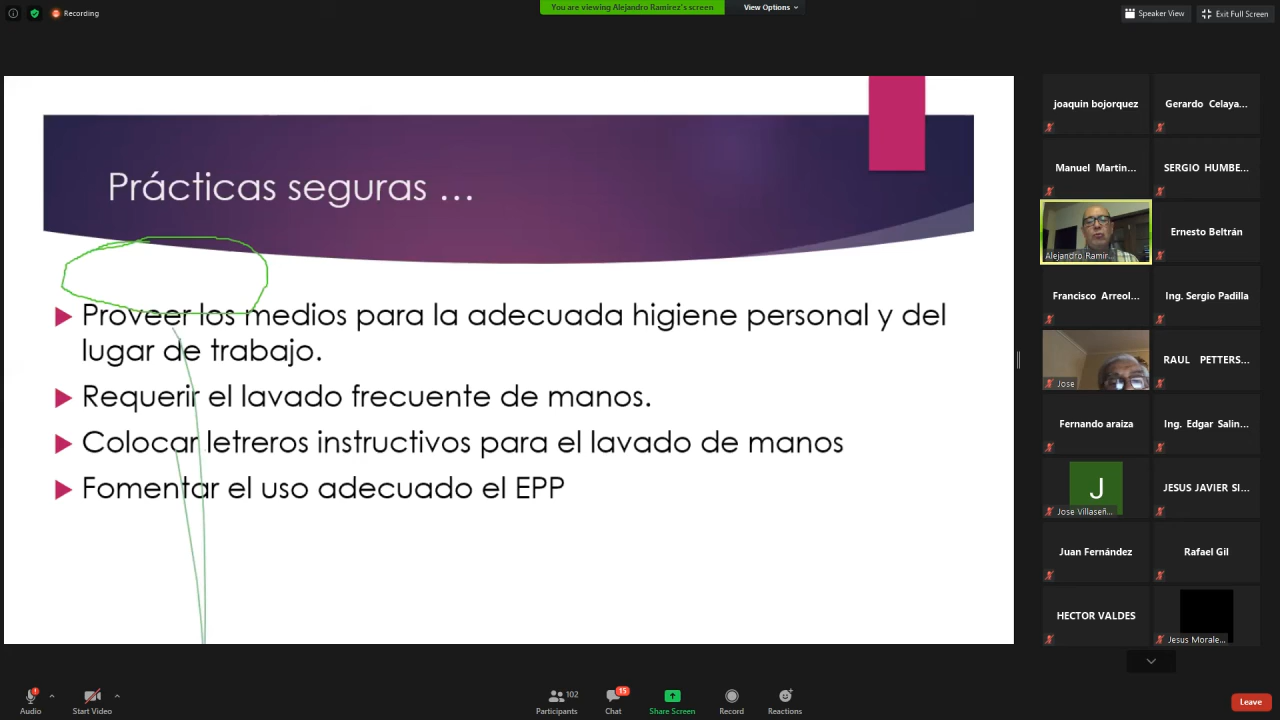 Recording
You are viewing Alejandro Ramirez's screen
View Options
Speaker View
Exit Full Screen
Prácticas seguras ...
Proveer los medios para la adecuada higiene personal y del
lugar de trabajo.
Requerir el lavado frecuente de manos.
Colocar letreros instructivos para el lavado de manos
Fomentar el uso adecuado el EPP
joaquin bojorquez
Gerardo Celaya...
Manuel Martin...
SERGIO HUMBE...
Alejandro Ramir...
Ernesto Beltrán
Francisco Arreol...
Ing. Sergio Padilla
Jose
RAUL PETTERS...
Fernando araiza
Ing. Edgar Salin...
J
Jose Villaseñ...
JESUS JAVIER SI...
Juan Fernández
Rafael Gil
HECTOR VALDES
Jesus Morale...
Audio
Start Video
102
Participants
15
Chat
Share Screen
Record
Reactions
Leave